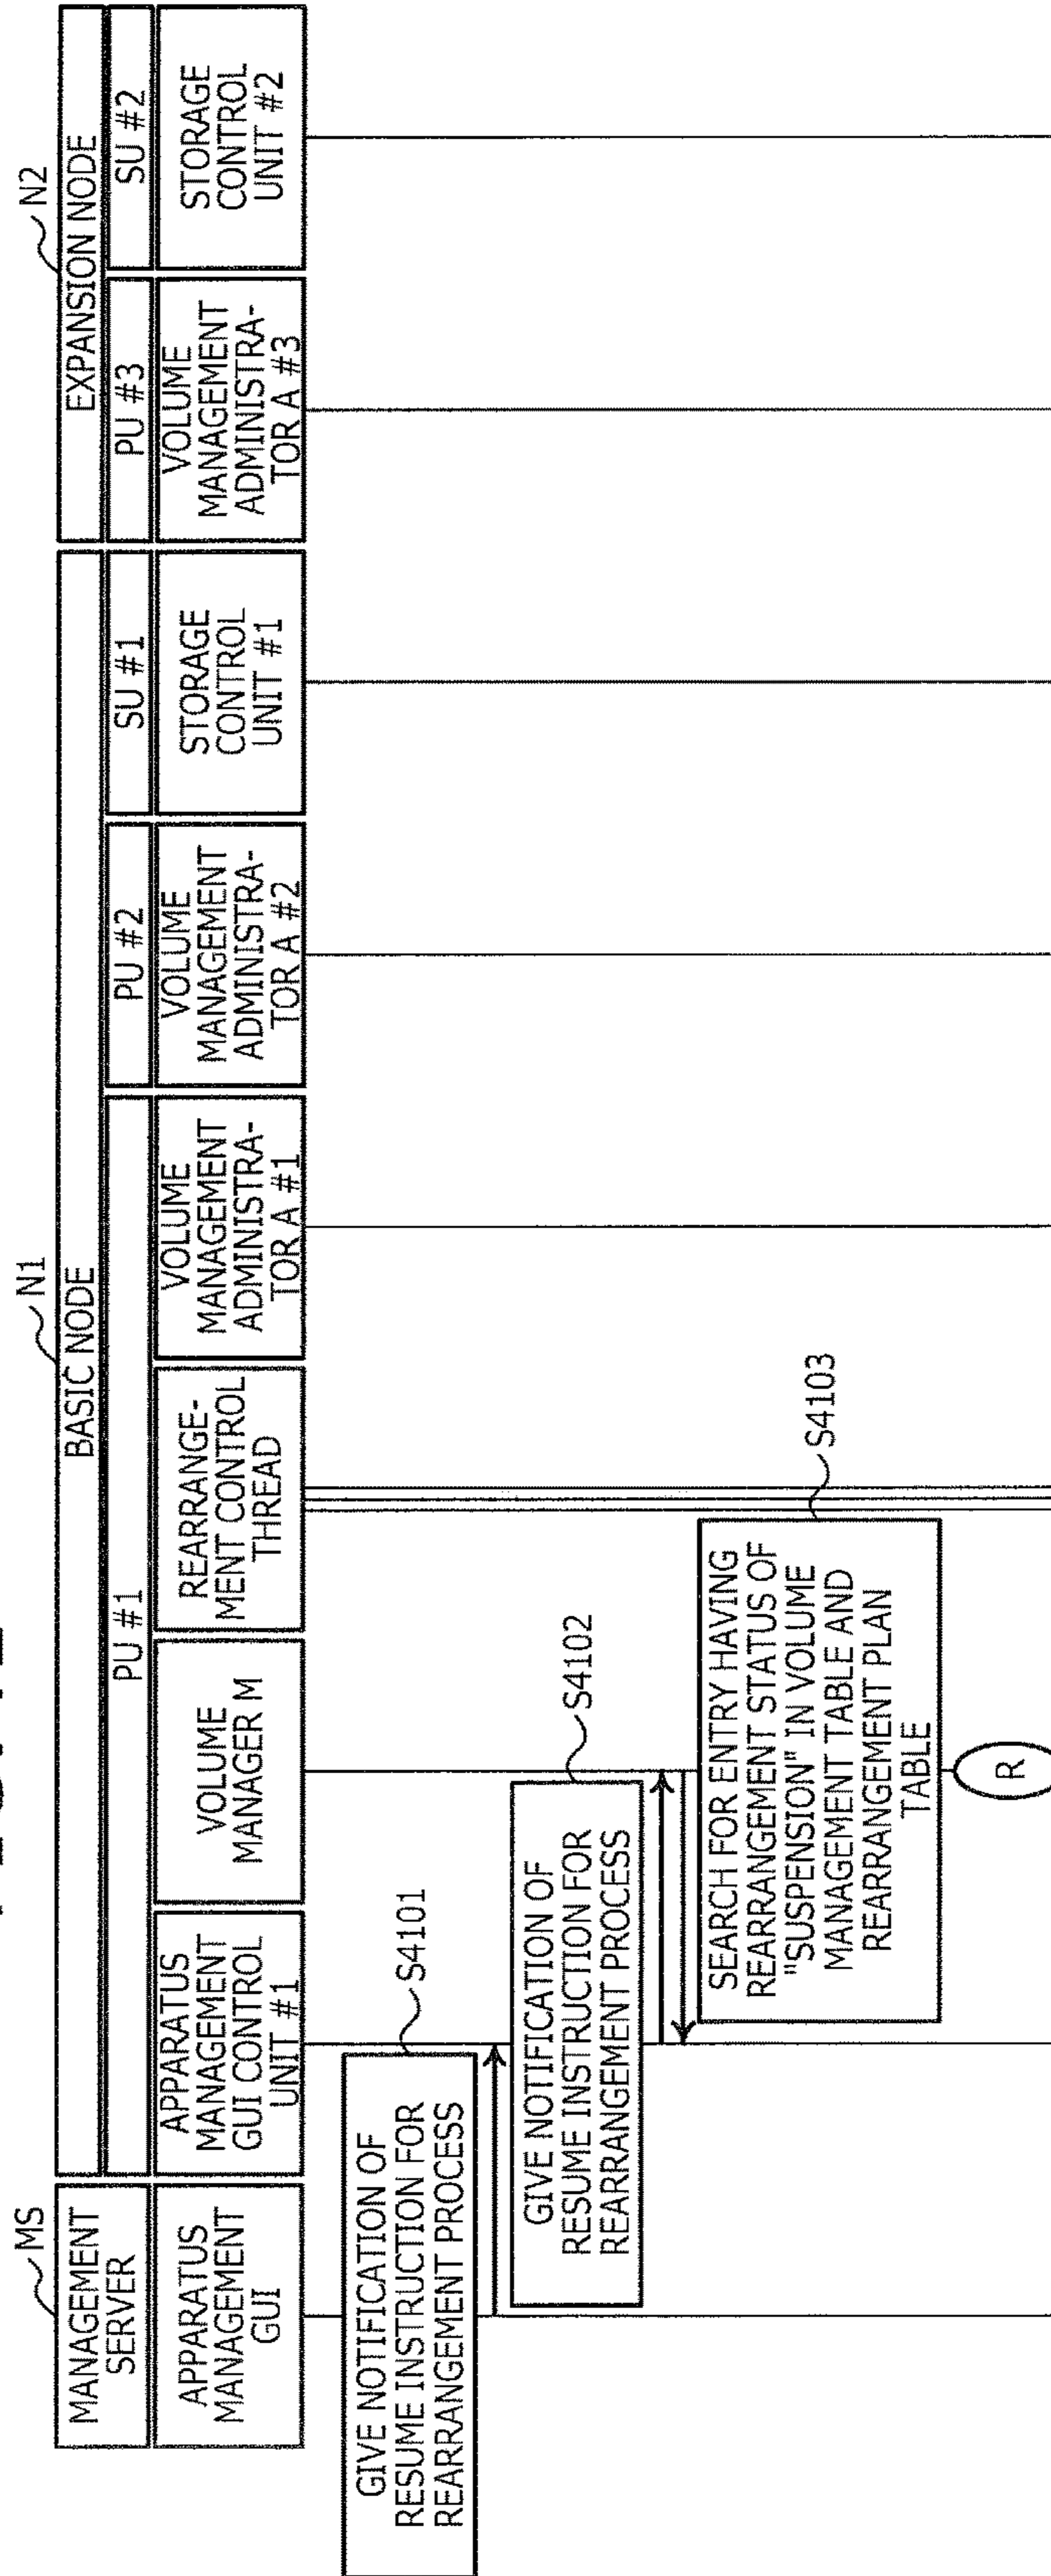 MS
MANAGEMENT
SERVER
APPARATUS
MANAGEMENT
GUI
N1
BASIC NODE
PU #1
APPARATUS
MANAGEMENT
GUI CONTROL
UNIT #1
VOLUME
MANAGER M
REARRANGE-
MENT CONTROL
THREAD
VOLUME
MANAGEMENT
ADMINISTRA-
TOR A #1
PU #2
VOLUME
MANAGEMENT
ADMINISTRA-
TOR A #2
SU #1
STORAGE
CONTROL
UNIT #1
N2
EXPANSION NODE
PU #3
VOLUME
MANAGEMENT
ADMINISTRA-
TOR A #3
SU #2
STORAGE
CONTROL
UNIT #2
S4101
GIVE NOTIFICATION OF
RESUME INSTRUCTION FOR
REARRANGEMENT PROCESS
S4102
GIVE NOTIFICATION OF
RESUME INSTRUCTION FOR
REARRANGEMENT PROCESS
S4103
SEARCH FOR ENTRY HAVING
REARRANGEMENT STATUS OF
"SUSPENSION" IN VOLUME
MANAGEMENT TABLE AND
REARRANGEMENT PLAN
TABLE
R